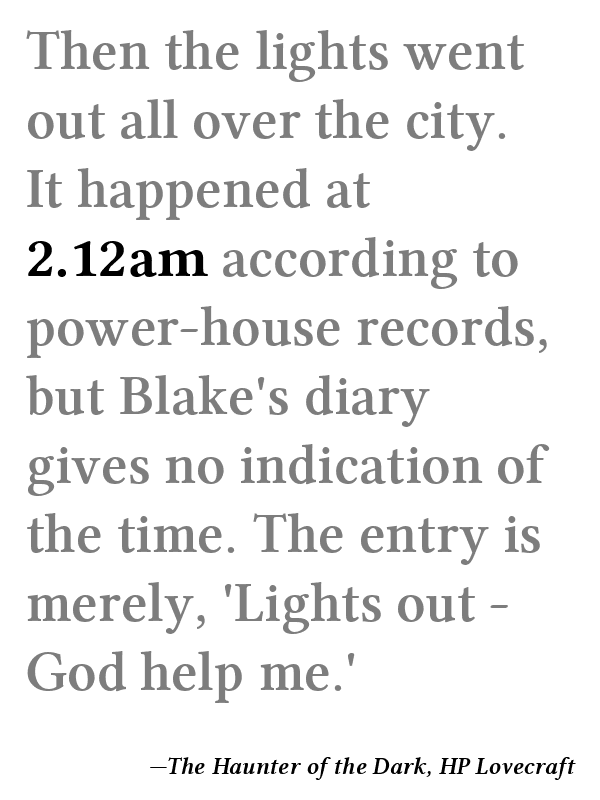 Then the lights went
out all over the city.
It happened at
2.12am according to
power-house records,
but Blake's diary
gives no indication of
the time. The entry is
merely, 'Lights out -
God help me.'
—The Haunter of the Dark, HP Lovecraft